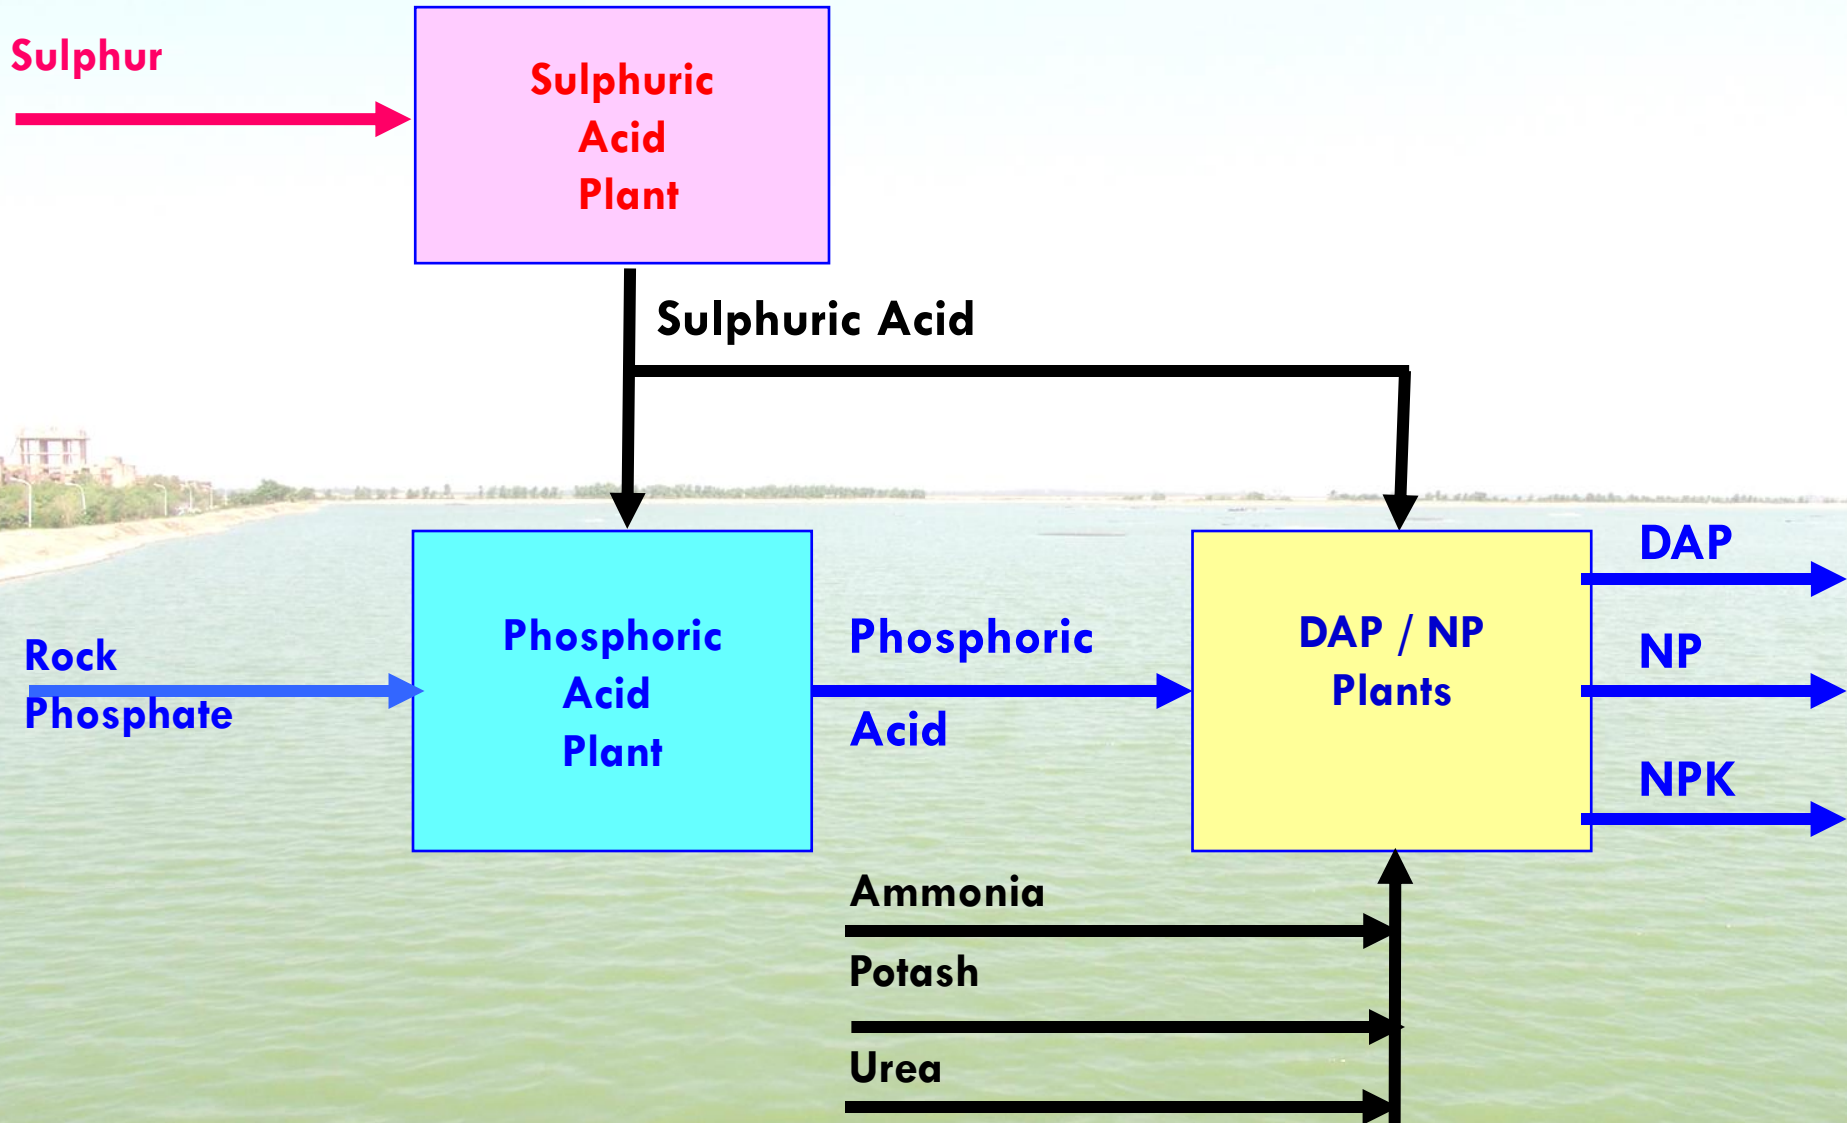 Sulphur
Sulphuric
Acid
Plant
Sulphuric Acid
Rock
Phosphate
Phosphoric
Acid
Plant
Phosphoric
Acid
DAP / NP
Plants
DAP
NP
NPK
Ammonia
Potash
Urea